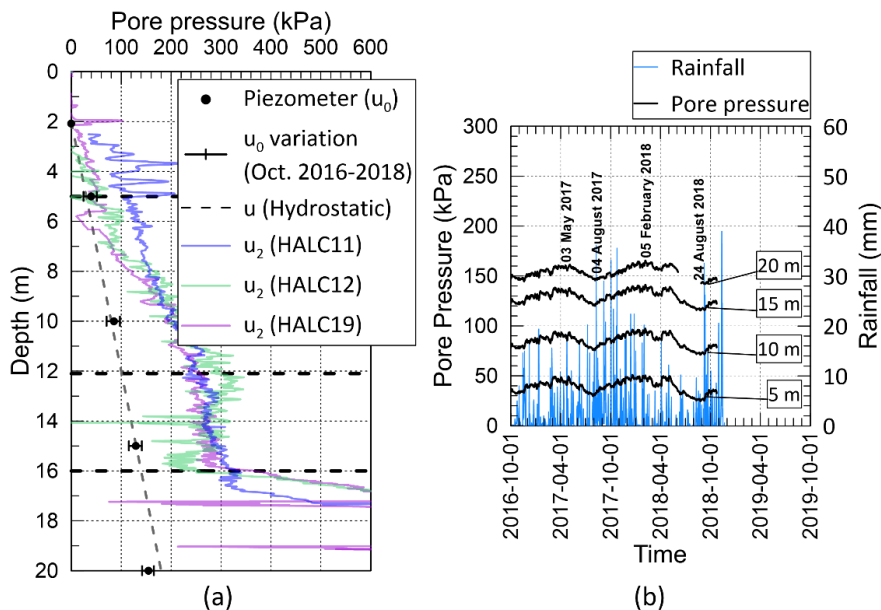 Pore pressure (kPa)
0 100 200 300 400 500 600
Depth (m)
0
2
4
6
8
10
12
14
16
18
20
Piezometer (u0)
u0 variation
(Oct. 2016-2018)
u (Hydrostatic)
u2 (HALC11)
u2 (HALC12)
u2 (HALC19)
(a)
Rainfall
Pore pressure
Pore Pressure (kPa)
300
250
200
150
100
50
0
03 May 2017
04 August 2017
05 February 2018
24 August 2018
20 m
15 m
10 m
5 m
60
50
40
30
20
10
0
Rainfall (mm)
2016-10-01
2017-04-01
2017-10-01
2018-04-01
2018-10-01
2019-04-01
2019-10-01
Time
(b)